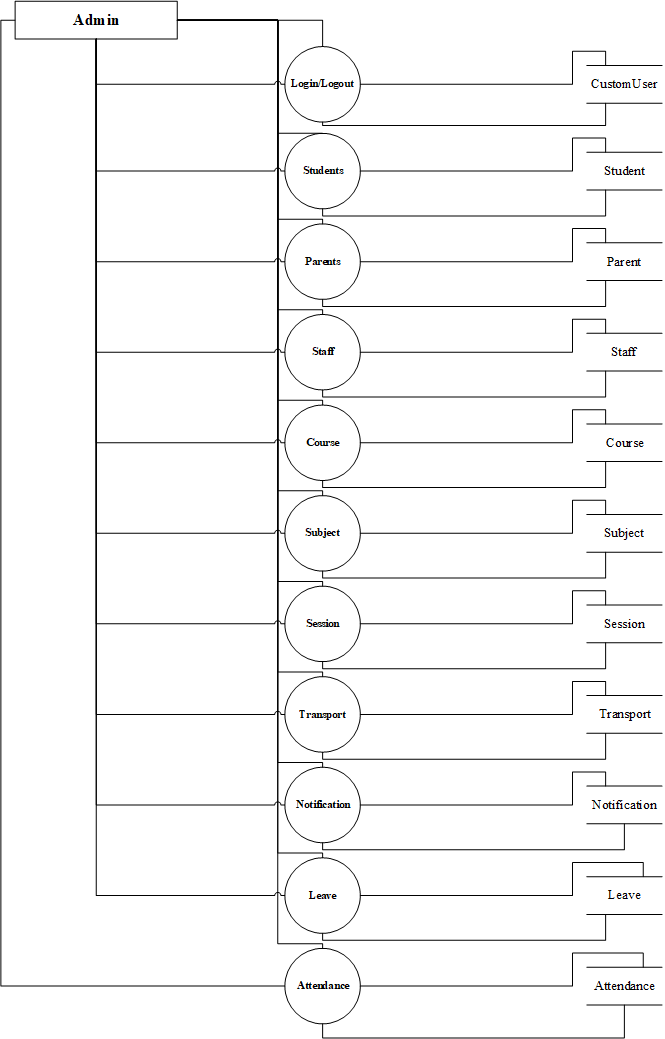 Admin
Login/Logout
CustomUser
Students
Student
Parents
Parent
Staff
Staff
Course
Course
Subject
Subject
Session
Session
Transport
Transport
Notification
Notification
Leave
Leave
Attendance
Attendance